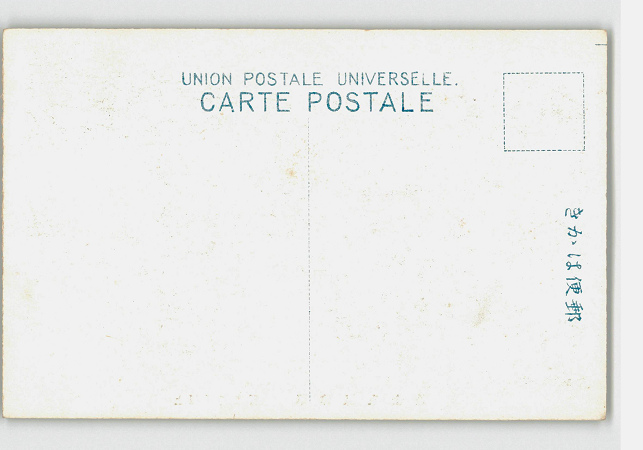 UNION POSTALE UNIVERSELLE.
CARTE POSTALE
きかは便郵